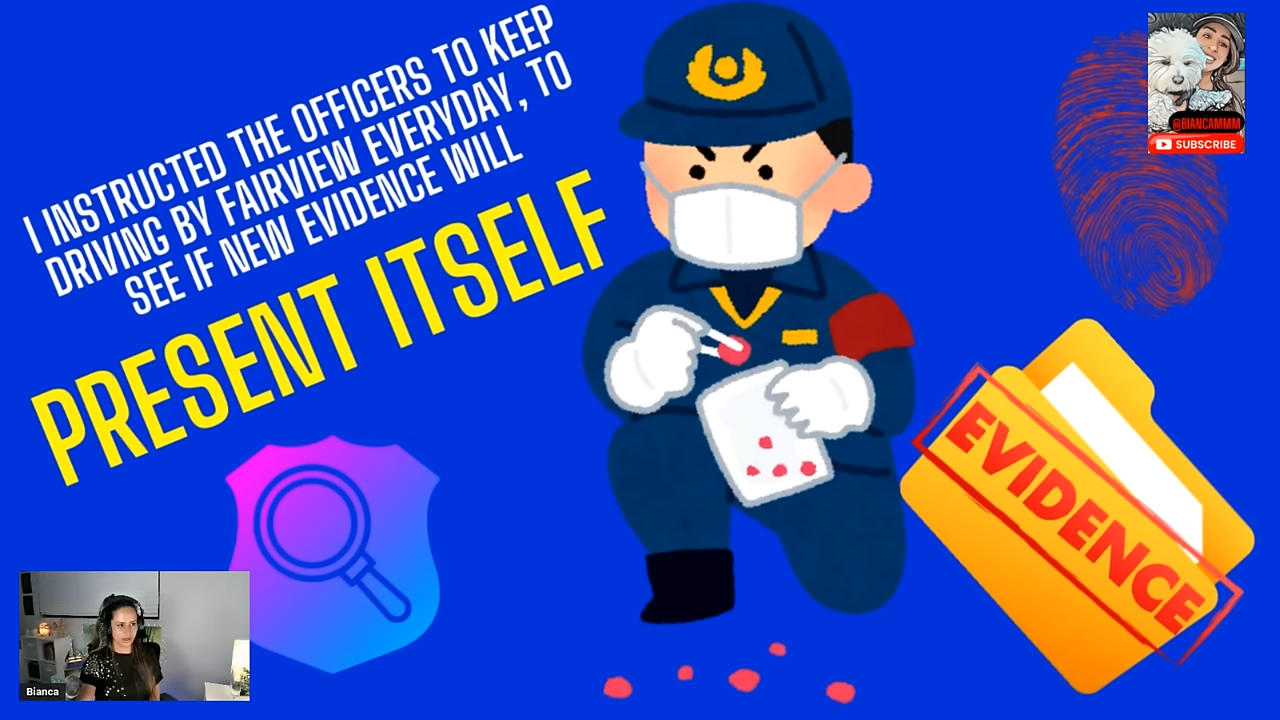 I INSTRUCTED THE OFFICERS TO KEEP
DRIVING BY FAIRVIEW EVERYDAY, TO
SEE IF NEW EVIDENCE WILL
PRESENT ITSELF
@BIANCAMMM
SUBSCRIBE
EVIDENCE
Bianca